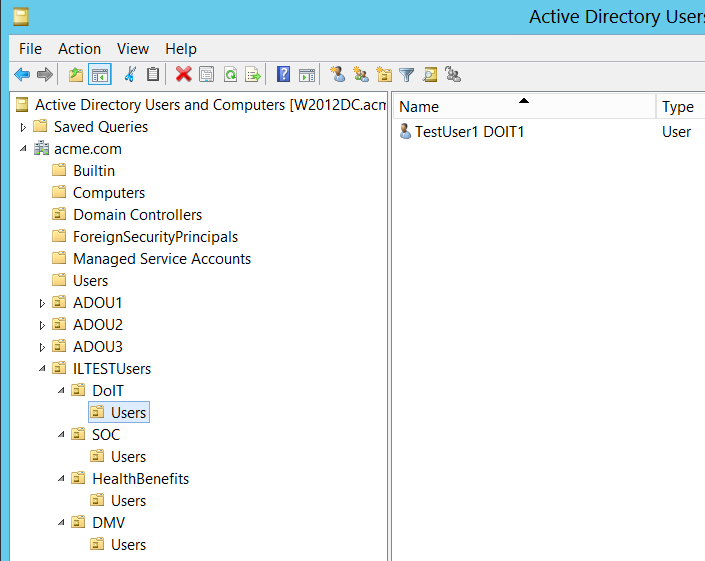 Active Directory Users
File Action View Help
Active Directory Users and Computers [W2012DC.acm
Saved Queries
acme.com
Builtin
Computers
Domain Controllers
ForeignSecurityPrincipals
Managed Service Accounts
Users
ADOU1
ADOU2
ADOU3
ILTESTUsers
DoIT
Users
SOC
Users
HealthBenefits
Users
DMV
Users
Name Type
TestUser1 DOIT1 User